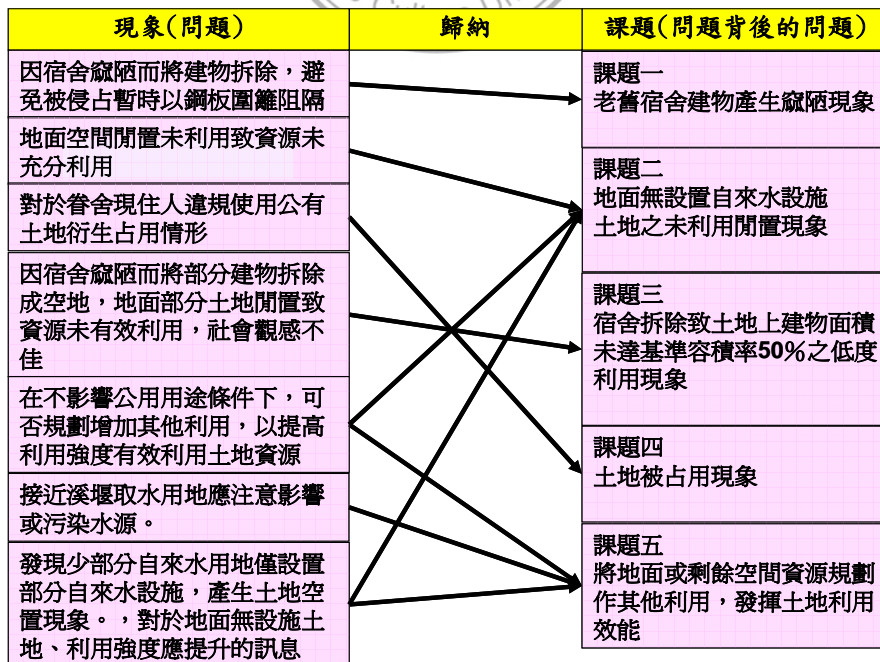 現象(問題)
歸納
課題(問題背後的問題)
因宿舍窳陋而將建物拆除，避
免被侵占暫時以鋼板圍籬阻隔
地面空間閒置未利用致資源未
充分利用
對於眷舍現住人違規使用公有
土地衍生占用情形
因宿舍窳陋而將部分建物拆除
成空地，地面部分土地閒置致
資源未有效利用，社會觀感不
佳
在不影響公用用途條件下，可
否規劃增加其他利用，以提高
利用強度有效利用土地資源
接近溪堰取水用地應注意影響
或污染水源。
發現少部分自來水用地僅設置
部分自來水設施，產生土地空
置現象。，對於地面無設施土
地、利用強度應提升的訊息
課題一
老舊宿舍建物產生窳陋現象
課題二
地面無設置自來水設施
土地之未利用閒置現象
課題三
宿舍拆除致土地上建物面積
未達基準容積率50%之低度
利用現象
課題四
土地被占用現象
課題五
將地面或剩餘空間資源規劃
作其他利用，發揮土地利用
效能